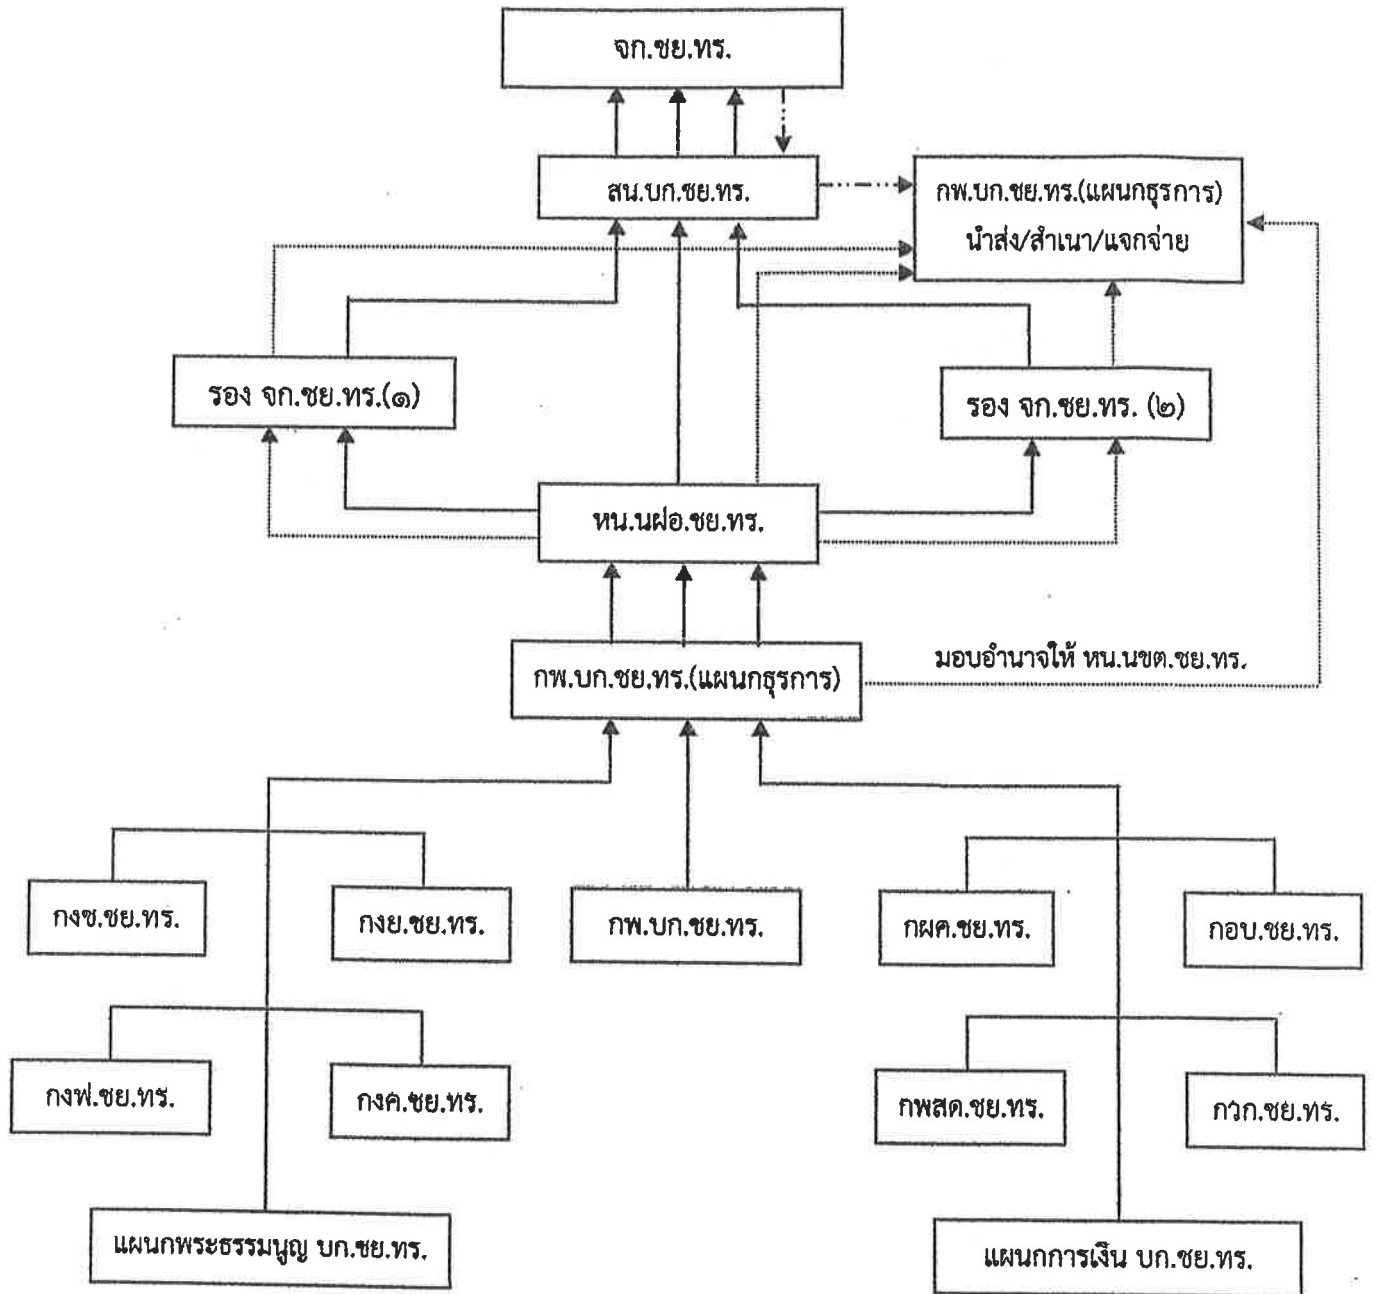 จก.ชย.ทร.
สน.บก.ชย.ทร.
กพ.บก.ชย.ทร.(แผนกธุรการ)
นำส่ง/สำเนา/แจกจ่าย
รอง จก.ชย.ทร.(๑)
รอง จก.ชย.ทร. (๒)
หน.นฝอ.ชย.ทร.
กพ.บก.ชย.ทร.(แผนกธุรการ)
มอบอำนาจให้ หน.นขต.ชย.ทร.
กงช.ชย.ทร.
กงย.ชย.ทร.
กพ.บก.ชย.ทร.
กผค.ชย.ทร.
กอบ.ชย.ทร.
กงฟ.ชย.ทร.
กงค.ชย.ทร.
กพสด.ชย.ทร.
กวก.ชย.ทร.
แผนกพระธรรมนูญ บก.ชย.ทร.
แผนกการเงิน บก.ชย.ทร.